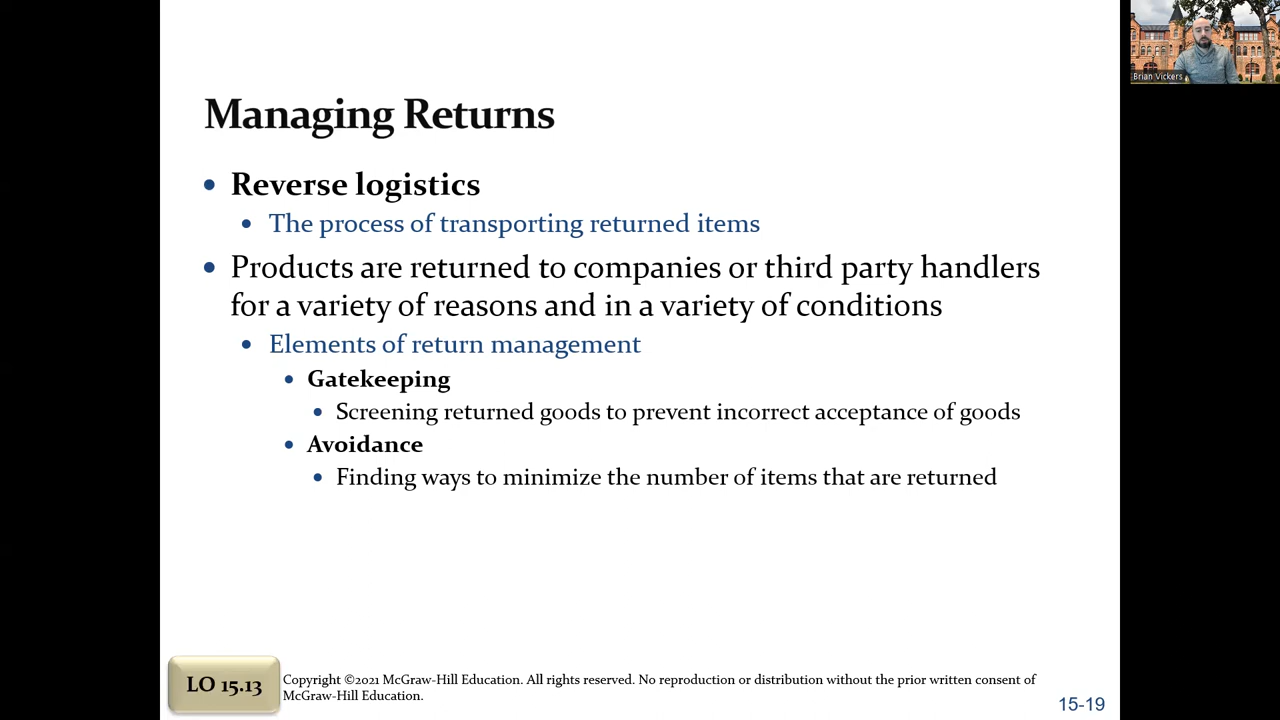 Brian Vickers
Managing Returns
• Reverse logistics
• The process of transporting returned items
• Products are returned to companies or third party handlers
for a variety of reasons and in a variety of conditions
• Elements of return management
• Gatekeeping
• Screening returned goods to prevent incorrect acceptance of goods
• Avoidance
• Finding ways to minimize the number of items that are returned
LO 15.13
Copyright ©2021 McGraw-Hill Education. All rights reserved. No reproduction or distribution without the prior written consent of
McGraw-Hill Education.
15-19